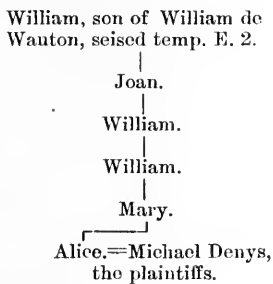 William, son of William de
Wauton, seised temp. E. 2.
Joan.
William.
William.
Mary.
Alice.=Michael Denys,
the plaintiffs.